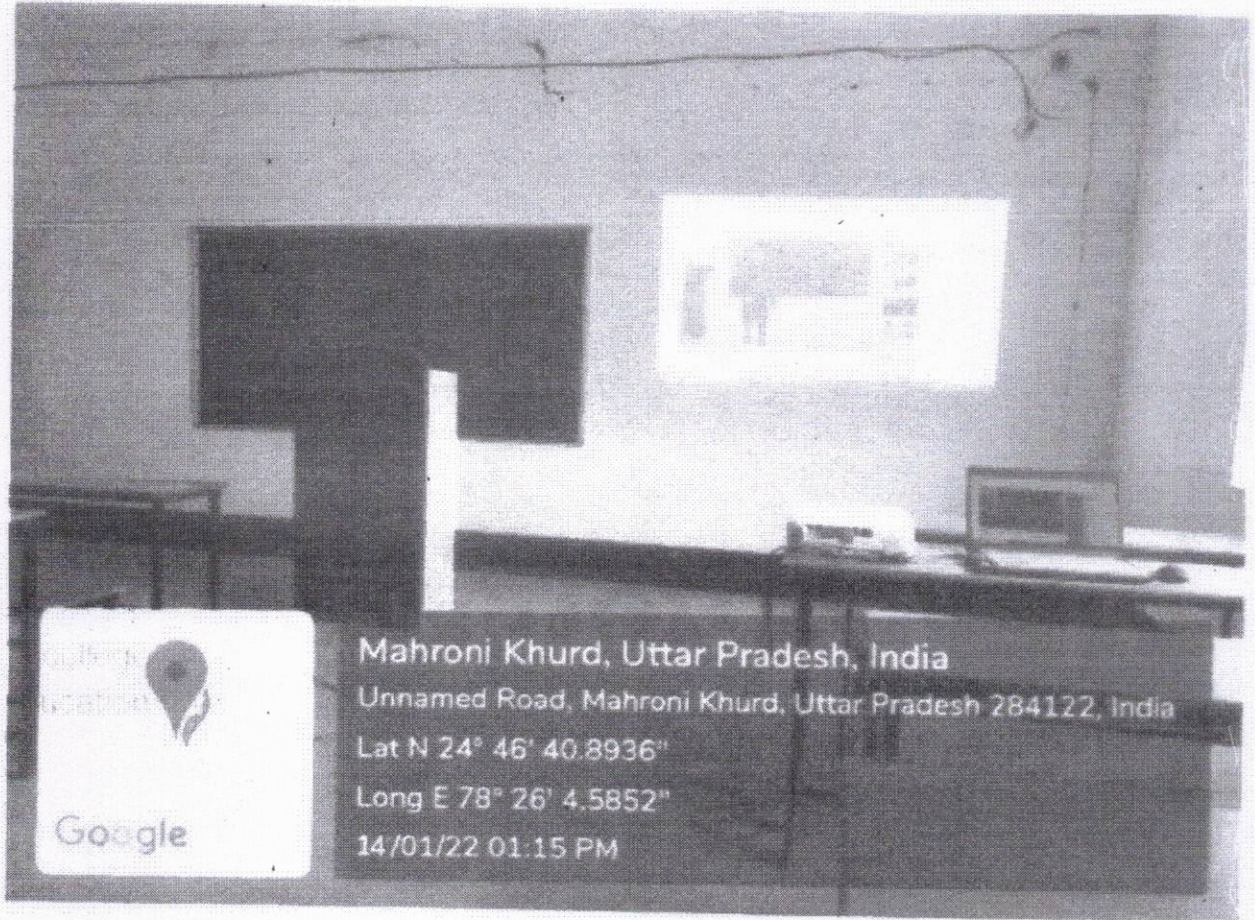 Mahroni Khurd, Uttar Pradesh, India
Unnamed Road, Mahroni Khurd, Uttar Pradesh 284122, India
Lat N 24° 46' 40.8936"
Long E 78° 26' 4.5852"
14/01/22 01:15 PM
Google